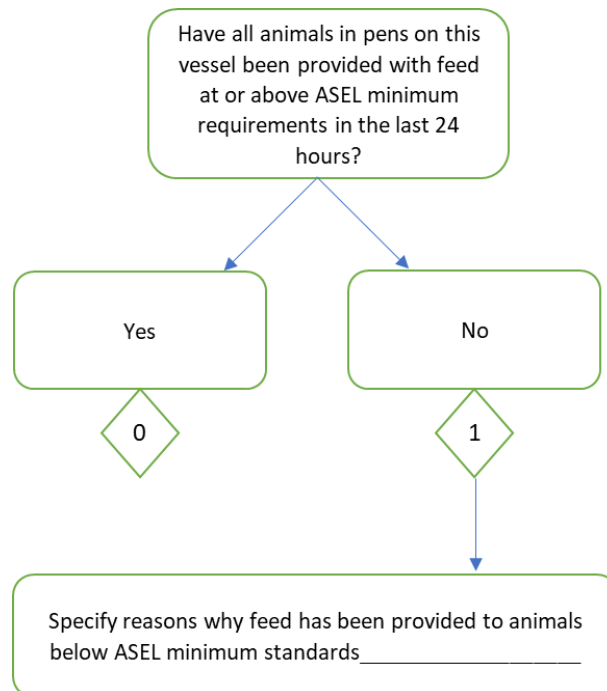 Have all animals in pens on this
vessel been provided with feed
at or above ASEL minimum
requirements in the last 24
hours?
Yes
No
0
1
Specify reasons why feed has been provided to animals
below ASEL minimum standards____________________